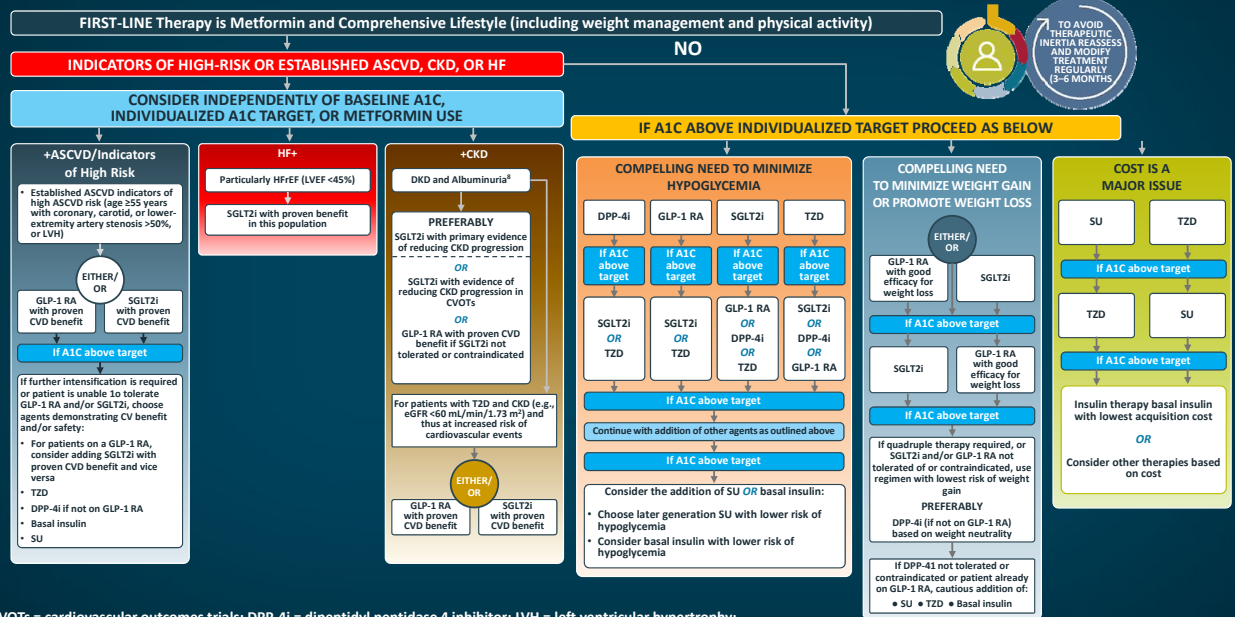 FIRST-LINE Therapy is Metformin and Comprehensive Lifestyle (including weight management and physical activity)
TO AVOID
THERAPEUTIC
INERTIA REASSESS
AND MODIFY
TREATMENT
REGULARLY
(3–6 MONTHS
NO
INDICATORS OF HIGH-RISK OR ESTABLISHED ASCVD, CKD, OR HF
CONSIDER INDEPENDENTLY OF BASELINE A1C,
INDIVIDUALIZED A1C TARGET, OR METFORMIN USE
IF A1C ABOVE INDIVIDUALIZED TARGET PROCEED AS BELOW
+ASCVD/Indicators
of High Risk
• Established ASCVD indicators of
high ASCVD risk (age ≥55 years
with coronary, carotid, or lower-
extremity artery stenosis >50%,
or LVH)
EITHER/
OR
GLP-1 RA
with proven
CVD benefit
SGLT2i
with proven
CVD benefit
If A1C above target
If further intensification is required
or patient is unable 1o tolerate
GLP-1 RA and/or SGLT2i, choose
agents demonstrating CV benefit
and/or safety:
• For patients on a GLP-1 RA,
consider adding SGLT2i with
proven CVD benefit and vice
versa
• TZD
• DPP-4i if not on GLP-1 RA
• Basal insulin
• SU
HF+
Particularly HFrEF (LVEF <45%)
SGLT2i with proven benefit
in this population
+CKD
DKD and Albuminuria⁸
PREFERABLY
SGLT2i with primary evidence
of reducing CKD progression
OR
SGLT2i with evidence of
reducing CKD progression in
CVOTs
OR
GLP-1 RA with proven CVD
benefit if SGLT2i not
tolerated or contraindicated
For patients with T2D and CKD (e.g.,
eGFR <60 mL/min/1.73 m²) and
thus at increased risk of
cardiovascular events
EITHER/
OR
GLP-1 RA
with proven
CVD benefit
SGLT2i
with proven
CVD benefit
COMPELLING NEED TO MINIMIZE
HYPOGLYCEMIA
DPP-4i
GLP-1 RA
SGLT2i
TZD
If A1C
above
target
If A1C
above
target
If A1C
above
target
If A1C
above
target
SGLT2i
OR
TZD
SGLT2i
OR
TZD
GLP-1 RA
OR
DPP-4i
OR
TZD
SGLT2i
OR
DPP-4i
OR
GLP-1 RA
If A1C above target
Continue with addition of other agents as outlined above
If A1C above target
Consider the addition of SU OR basal insulin:
• Choose later generation SU with lower risk of
hypoglycemia
• Consider basal insulin with lower risk of
hypoglycemia
COMPELLING NEED
TO MINIMIZE WEIGHT GAIN
OR PROMOTE WEIGHT LOSS
EITHER/
OR
GLP-1 RA
with good
efficacy for
weight loss
SGLT2i
If A1C above target
SGLT2i
GLP-1 RA
with good
efficacy for
weight loss
If A1C above target
If quadruple therapy required, or
SGLT2i and/or GLP-1 RA not
tolerated of or contraindicated, use
regimen with lowest risk of weight
gain
PREFERABLY
DPP-4i (if not on GLP-1 RA)
based on weight neutrality
If DPP-41 not tolerated or
contraindicated or patient already
on GLP-1 RA, cautious addition of:
● SU ● TZD ● Basal insulin
COST IS A
MAJOR ISSUE
SU
TZD
If A1C above target
TZD
SU
If A1C above target
Insulin therapy basal insulin
with lowest acquisition cost
OR
Consider other therapies based
on cost
VOTs = cardiovascular outcomes trials; DPP-4i = dipeptidyl peptidase 4 inhibitor; LVH = left ventricular hypertrophy;